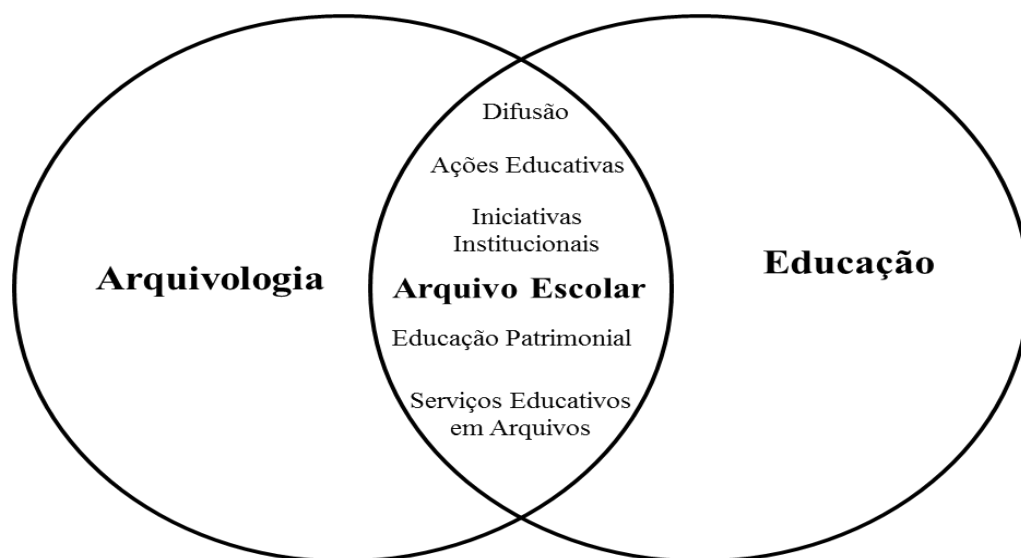 Difusão
Ações Educativas
Iniciativas
Institucionais
Arquivologia
Arquivo Escolar
Educação
Educação Patrimonial
Serviços Educativos
em Arquivos